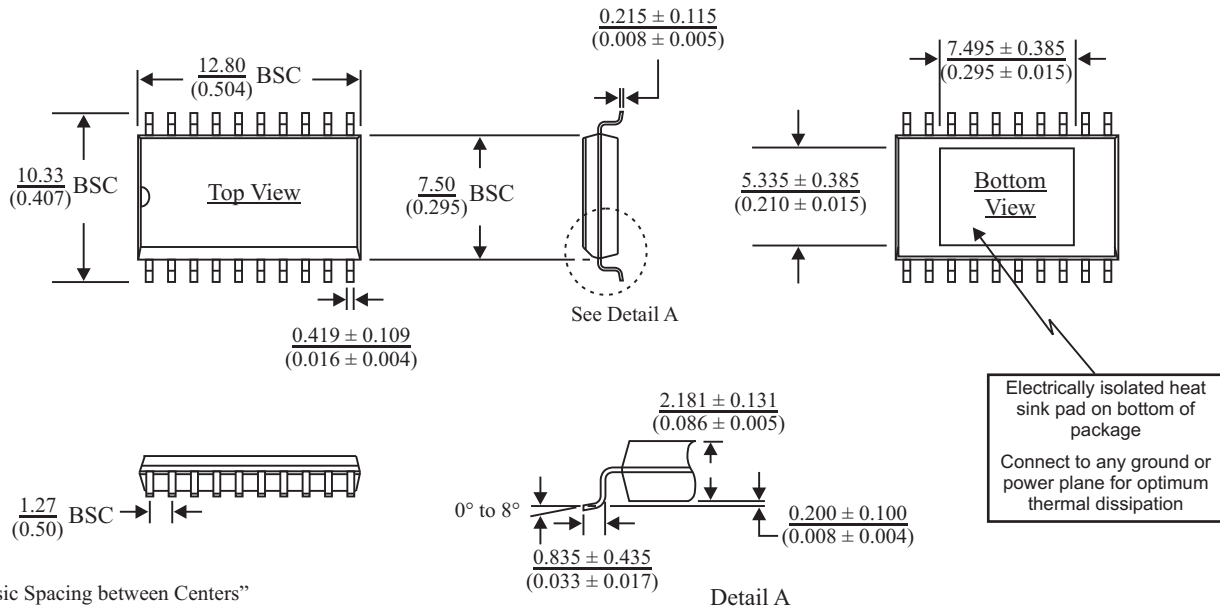 0.215 ± 0.115
(0.008 ± 0.005)
12.80
(0.504)
BSC
7.495 ± 0.385
(0.295 ± 0.015)
10.33
(0.407)
BSC
Top View
7.50
(0.295)
BSC
5.335 ± 0.385
(0.210 ± 0.015)
Bottom
View
See Detail A
0.419 ± 0.109
(0.016 ± 0.004)
Electrically isolated heat
sink pad on bottom of
package
Connect to any ground or
power plane for optimum
thermal dissipation
2.181 ± 0.131
(0.086 ± 0.005)
1.27
(0.50)
BSC
0° to 8°
0.200 ± 0.100
(0.008 ± 0.004)
0.835 ± 0.435
(0.033 ± 0.017)
Spacing between Centers”
Detail A